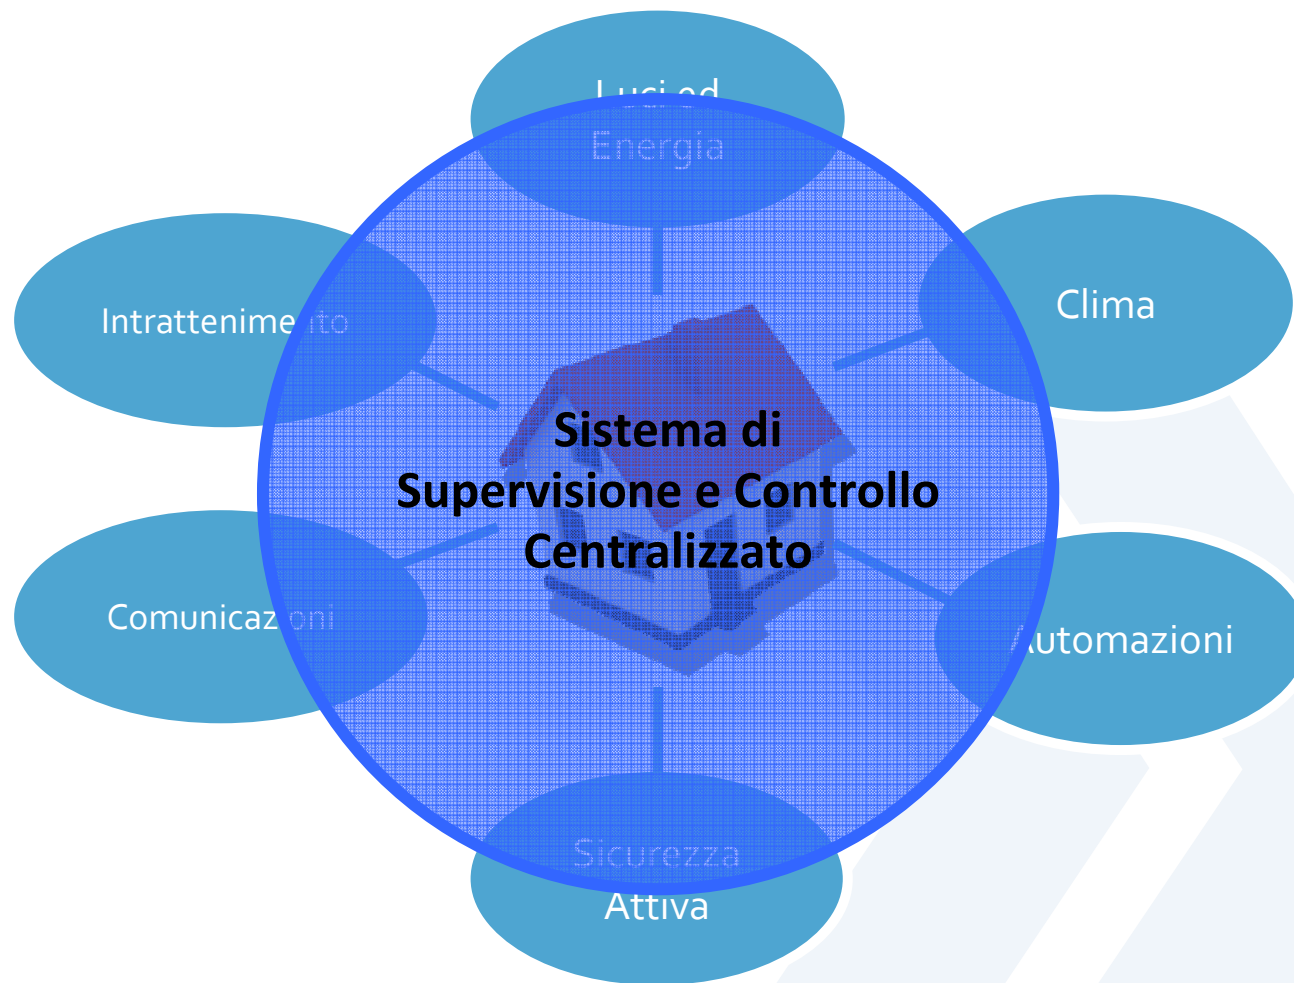 Luci ed
Energia
Clima
Intrattenimento
Sistema di
Supervisione e Controllo
Centralizzato
Comunicazioni
Automazioni
Sicurezza
Attiva